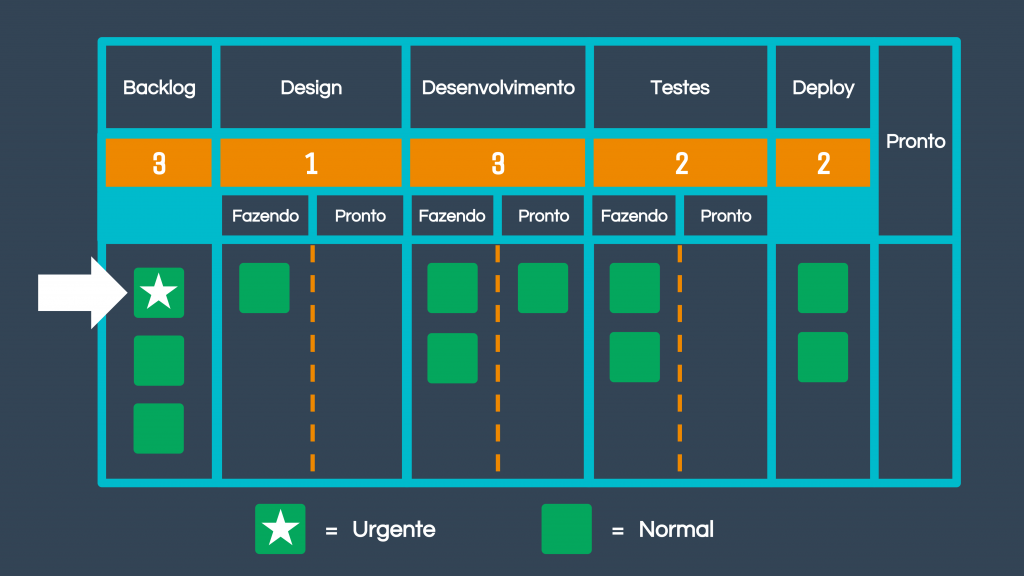 Backlog
Design
Desenvolvimento
Testes
Deploy
Pronto
3
1
3
2
2
Fazendo
Pronto
Fazendo
Pronto
Fazendo
Pronto
= Urgente
= Normal